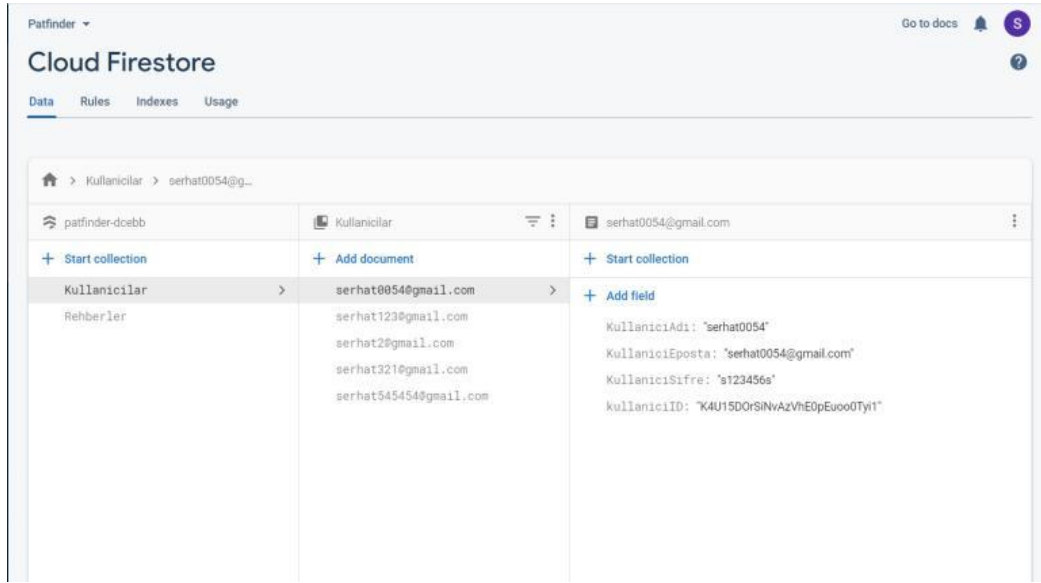 Patfinder
Go to docs
S
Cloud Firestore
?
Data Rules Indexes Usage
> Kullanicilar > serhat0054@g...
patfinder-dcebb
Kullanicilar
serhat0054@gmail.com
+ Start collection
+ Add document
+ Start collection
Kullanicilar >
serhat0054@gmail.com >
+ Add field
Rehberler
serhat123@gmail.com
serhat2@gmail.com
serhat321@gmail.com
serhat545454@gmail.com
KullaniciAdı: "serhat0054"
KullaniciEposta: "serhat0054@gmail.com"
KullaniciSifre: "s123456s"
kullaniciID: "K4U15DOrSiNvAzVhE0pEuoo0Tyi1"